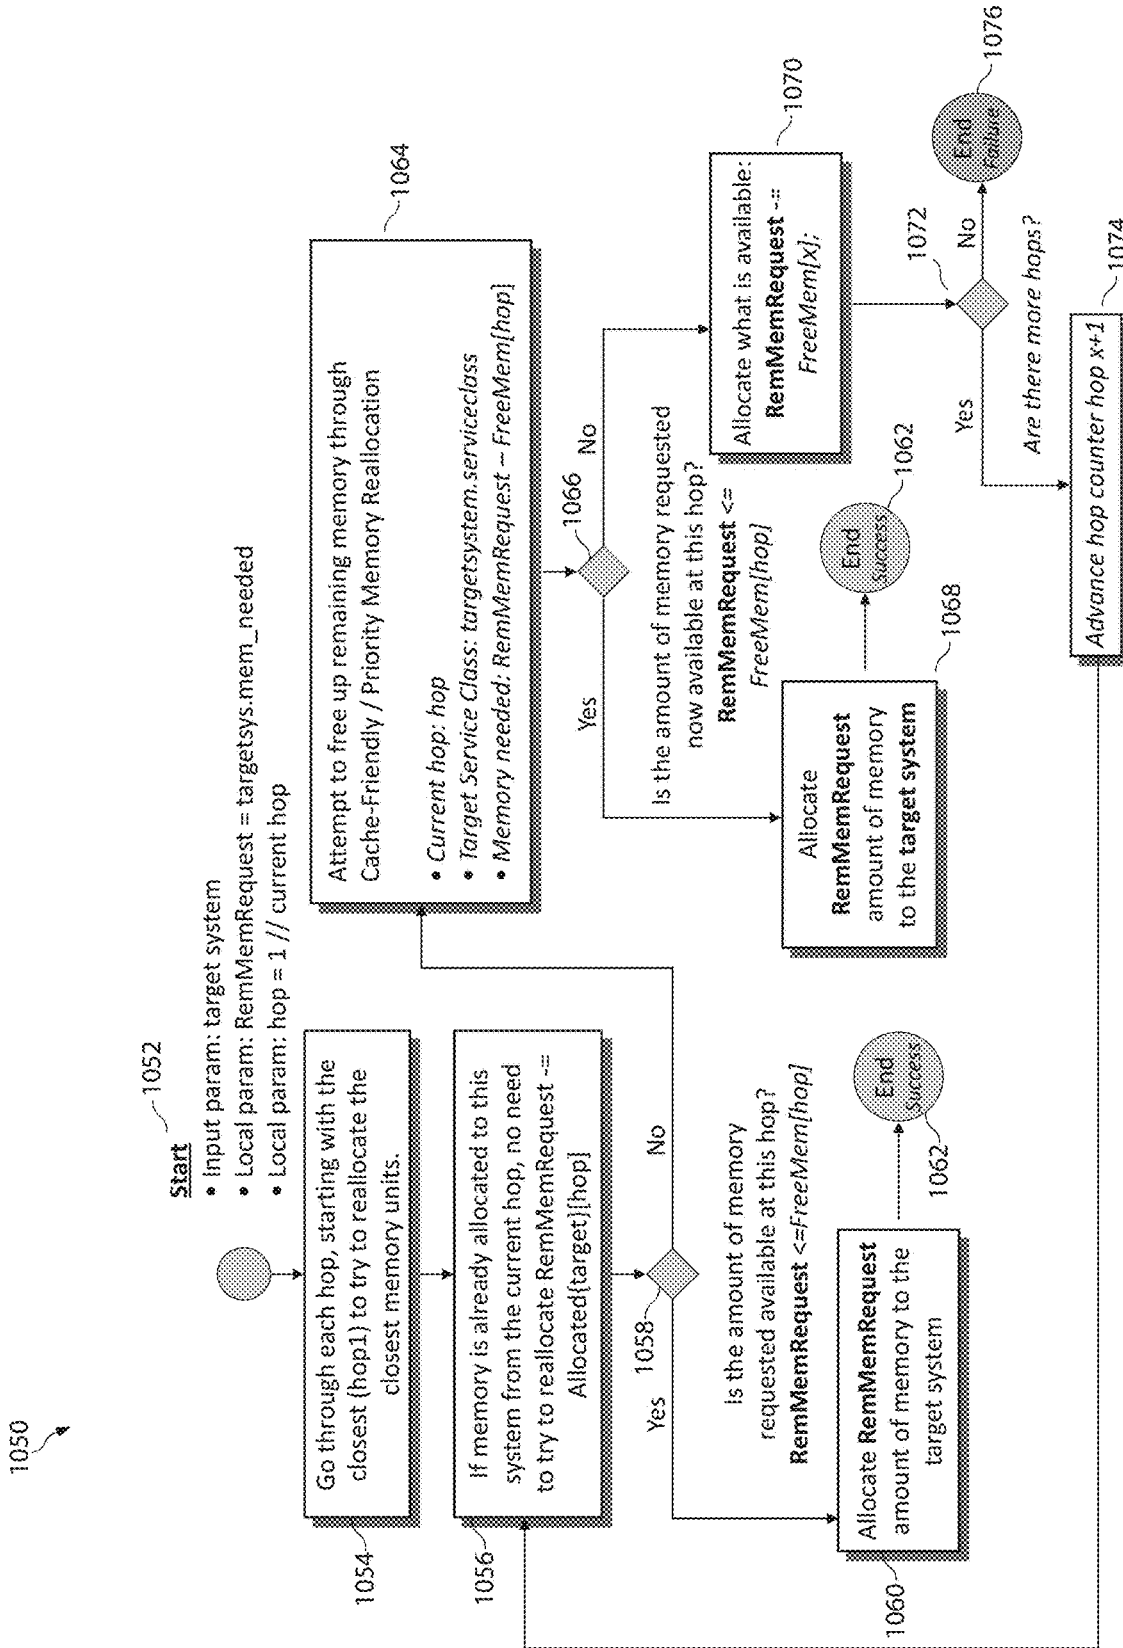 1050
Start
1052
• Input param: target system
• Local param: RemMemRequest = targetsys.mem_needed
• Local param: hop = 1 // current hop
Go through each hop, starting with the
closest (hop1) to try to reallocate the
closest memory units.
1054
If memory is already allocated to this
system from the current hop, no need
to try to reallocate RemMemRequest -=
Allocated[target][hop]
1056
1058
Yes
No
Is the amount of memory
requested available at this hop?
RemMemRequest <=FreeMem[hop]
Allocate RemMemRequest
amount of memory to the
target system
1060
End
Success
1062
Attempt to free up remaining memory through
Cache-Friendly / Priority Memory Reallocation
• Current hop: hop
• Target Service Class: targetsystem.serviceclass
• Memory needed: RemMemRequest – FreeMem[hop]
1064
1066
Yes
No
Is the amount of memory requested
now available at this hop?
RemMemRequest <=
FreeMem[hop]
Allocate
RemMemRequest
amount of memory
to the target system
1068
End
Success
1062
Allocate what is available:
RemMemRequest -=
FreeMem[x];
1070
1072
Yes
No
Are there more hops?
End
Failure
1076
Advance hop counter hop x+1
1074